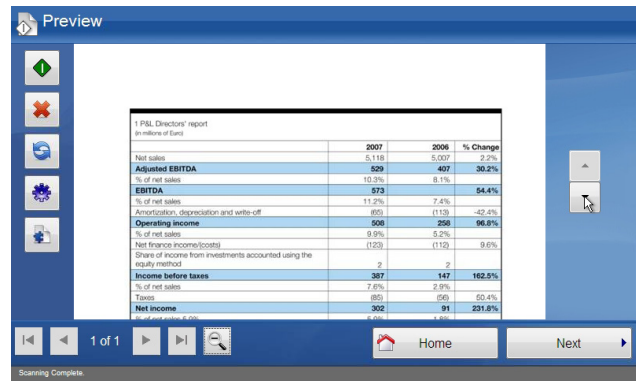 Preview
1 P&L Directors' report
(in millions of Euro)
2007 2006 % Change
Net sales 5,118 5,007 2.2%
Adjusted EBITDA 529 407 30.2%
% of net sales 10.3% 8.1%
EBITDA 573 54.4%
% of net sales 11.2% 7.4%
Amortization, depreciation and write-off (65) (113) -42.4%
Operating income 508 258 96.8%
% of net sales 9.9% 5.2%
Net finance income/(costs) (123) (112) 9.6%
Share of income from investments accounted using the
equity method 2 2
Income before taxes 387 147 162.5%
% of net sales 7.6% 2.9%
Taxes (85) (56) 50.4%
Net income 302 91 231.8%
1 of 1
Home
Next
Scanning Complete.